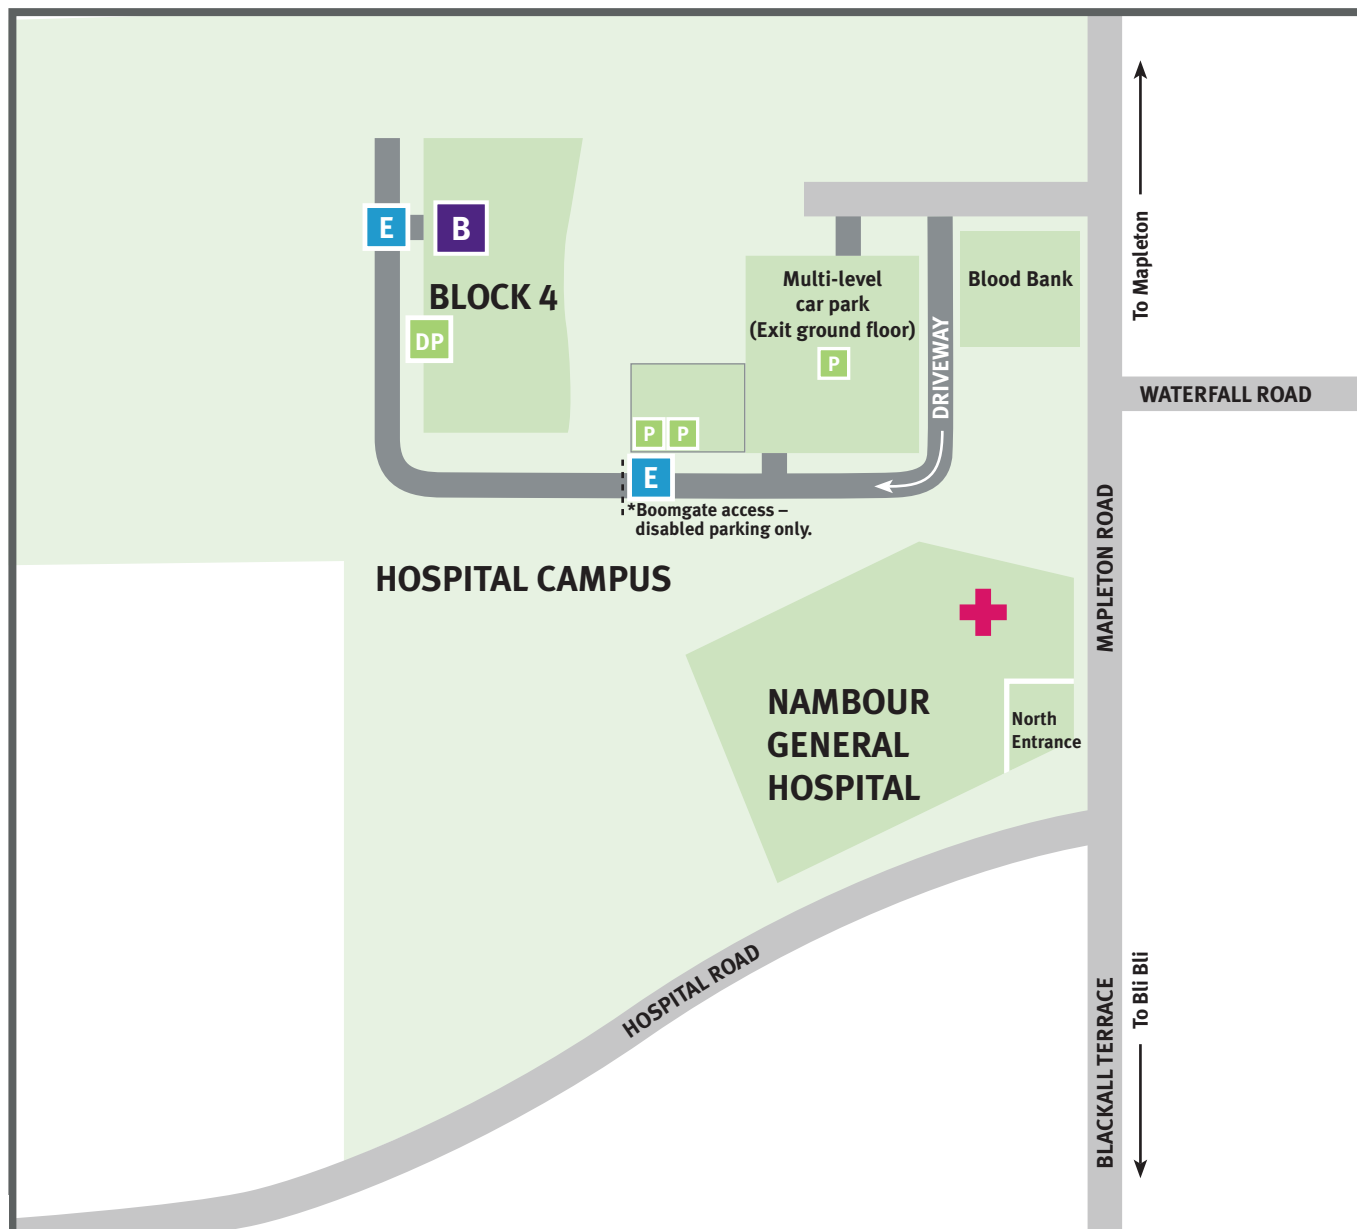 E
B
BLOCK 4
DP
Multi-level
car park
(Exit ground floor)
P
Blood Bank
DRIVEWAY
To Mapleton
WATERFALL ROAD
P P
E
*Boomgate access –
disabled parking only.
HOSPITAL CAMPUS
MAPLETON ROAD
NAMBOUR
GENERAL
HOSPITAL
North
Entrance
HOSPITAL ROAD
BLACKALL TERRACE
To Bli Bli